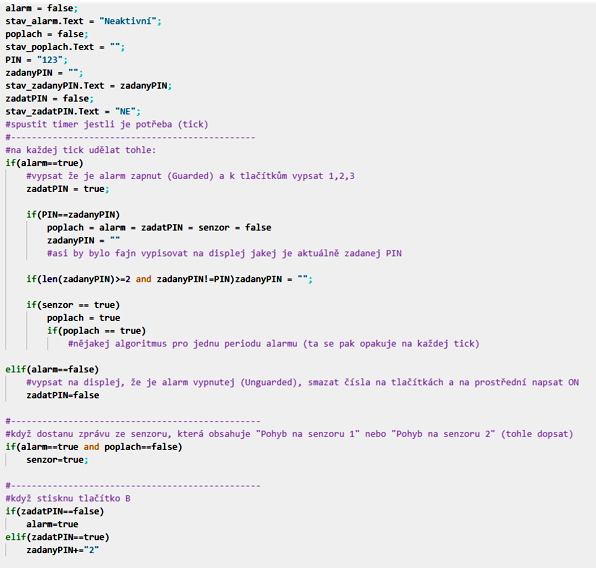 alarm = false;
stav_alarm.Text = "Neaktivní";
poplach = false;
stav_poplach.Text = "";
PIN = "123";
zadanyPIN = "";
stav_zadanyPIN.Text = zadanyPIN;
zadatPIN = false;
stav_zadatPIN.Text = "NE";
#spustit timer jestli je potřeba (tick)
#-----------------------------------------------
#na každej tick udělat tohle:
if(alarm==true)
    #vypsat že je alarm zapnut (Guarded) a k tlačítkům vypsat 1,2,3
    zadatPIN = true;
    if(PIN==zadanyPIN)
        poplach = alarm = zadatPIN = senzor = false
        zadanyPIN = ""
        #asi by bylo fajn vypisovat na displej jakej je aktuálně zadanej PIN
    if(len(zadanyPIN)>=2 and zadanyPIN!=PIN)zadanyPIN = "";
    if(senzor == true)
        poplach = true
        if(poplach == true)
            #nějakej algoritmus pro jednu periodu alarmu (ta se pak opakuje na každej tick)
elif(alarm==false)
    #vypsat na displej, že je alarm vypnutej (Unguarded), smazat čísla na tlačítkách a na prostřední napsat ON
    zadatPIN=false
#------------------------------------------------
#když dostanu zprávu ze senzoru, která obsahuje "Pohyb na senzoru 1" nebo "Pohyb na senzoru 2" (tohle dopsat)
if(alarm==true and poplach==false)
    senzor=true;
#------------------------------------------------
#když stisknu tlačítko B
if(zadatPIN==false)
    alarm=true
elif(zadatPIN==true)
    zadanyPIN+="2"